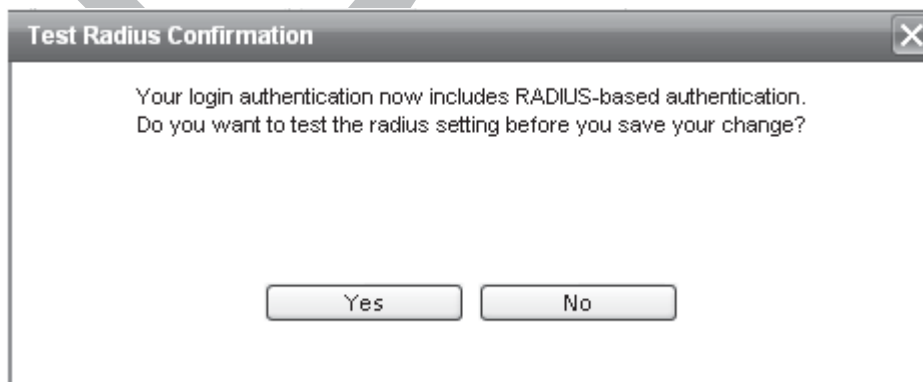 Test Radius Confirmation
Your login authentication now includes RADIUS-based authentication.
Do you want to test the radius setting before you save your change?
Yes
No